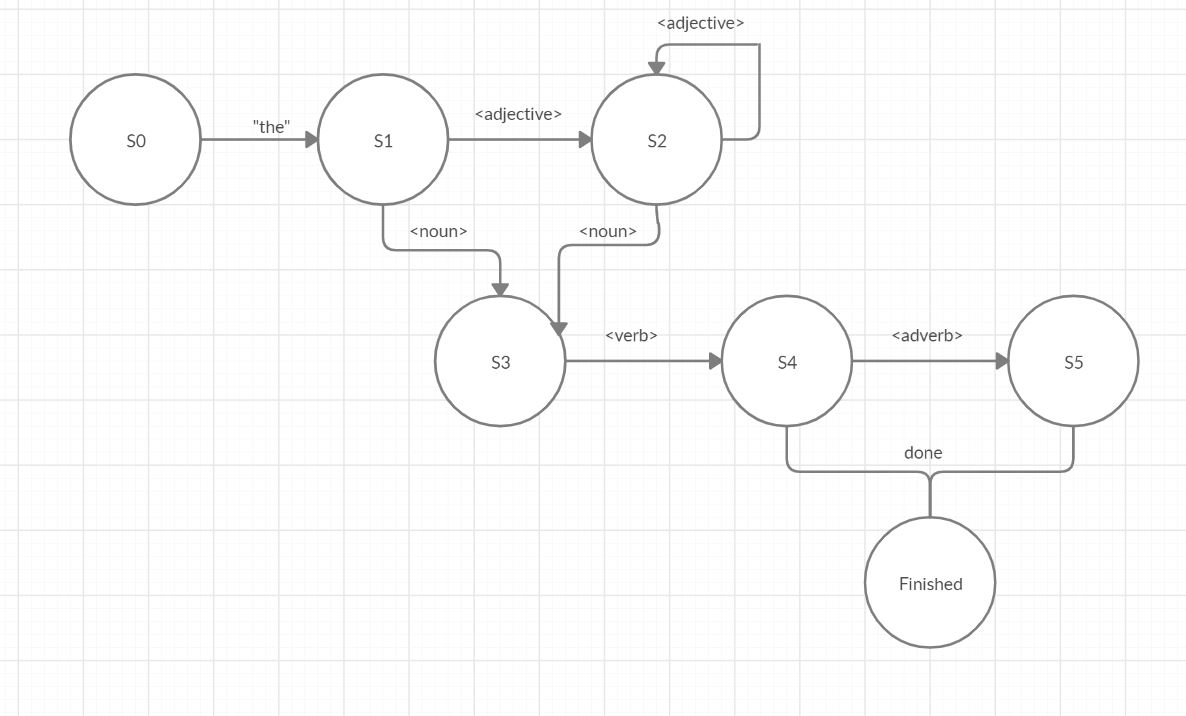 <adjective>
"the"
<adjective>
S0
S1
S2
<noun>
<noun>
<verb>
<adverb>
S3
S4
S5
done
Finished